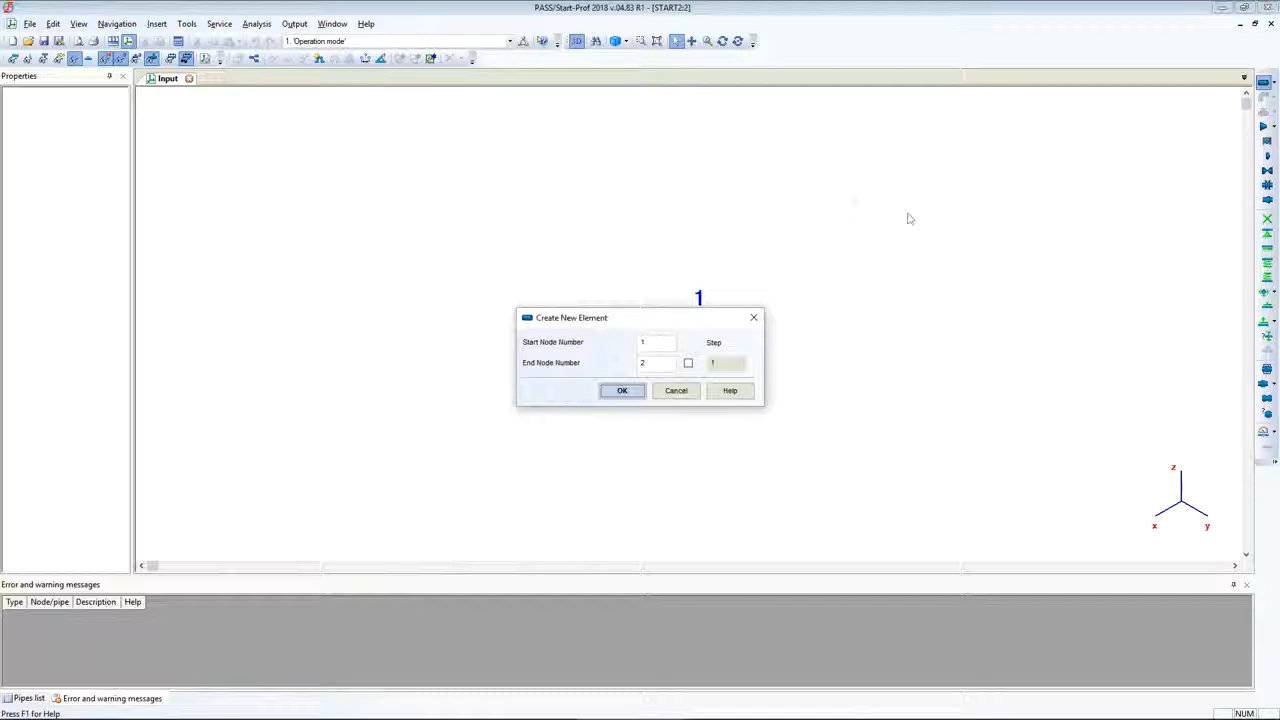 PASS/Start-Prof 2018 v.04.83 R1 - [START2:2]
File Edit View Navigation Insert Tools Service Analysis Output Window Help
1. 'Operation mode'
3D
Properties
Input
1
Create New Element
Start Node Number 1 Step
End Node Number 2 1
OK Cancel Help
z
x y
Error and warning messages
Type Node/pipe Description Help
Pipes list Error and warning messages
Press F1 for Help NUM